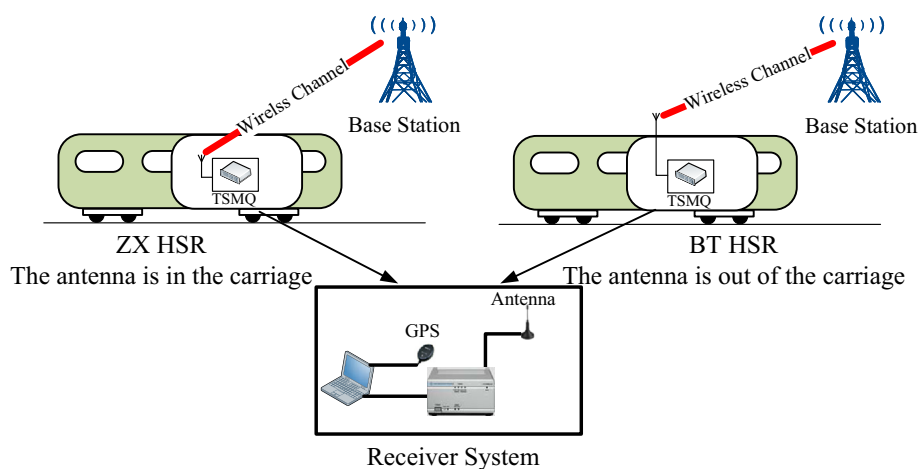 Wirelss Channel
Base Station
TSMQ
ZX HSR
The antenna is in the carriage
Wireless Channel
Base Station
TSMQ
BT HSR
The antenna is out of the carriage
Antenna
GPS
Receiver System